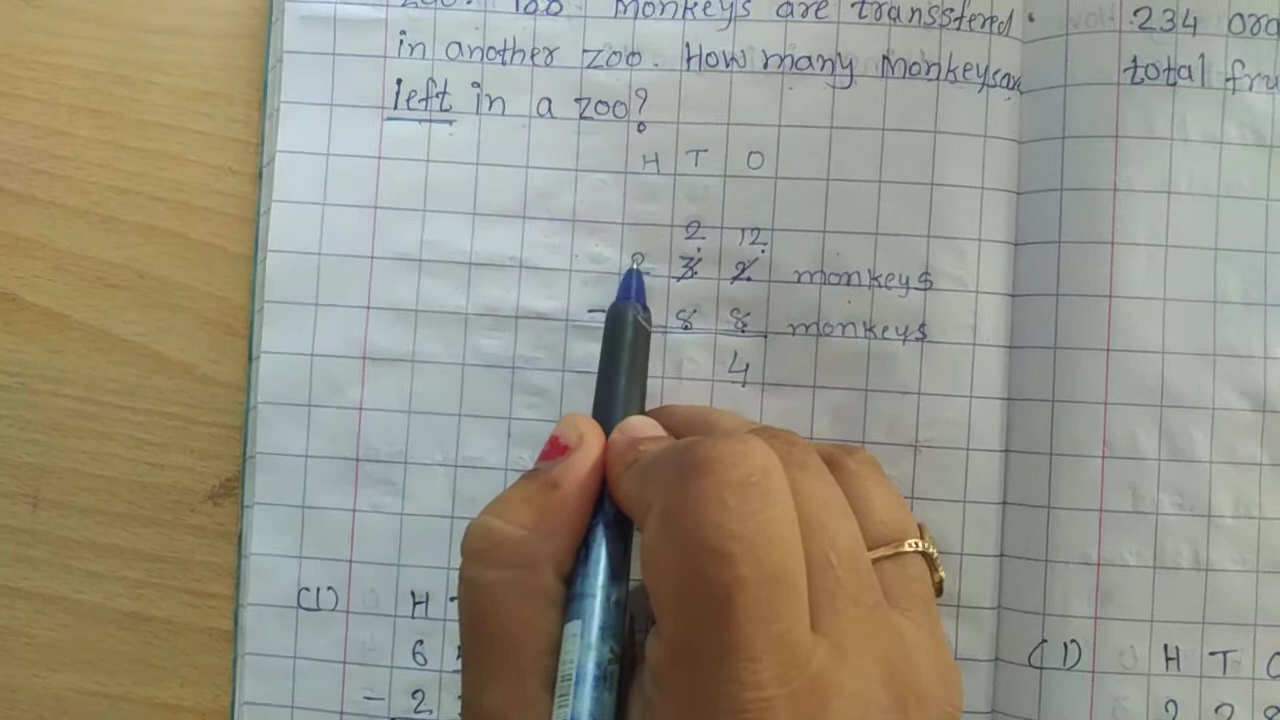 monkeys are transfered
in another zoo. How many monkeys are
left in a zoo?
H T O
2 12
3 2 monkeys
- 8 8 monkeys
4
(1) H
6
- 2
234
total
(1) H T